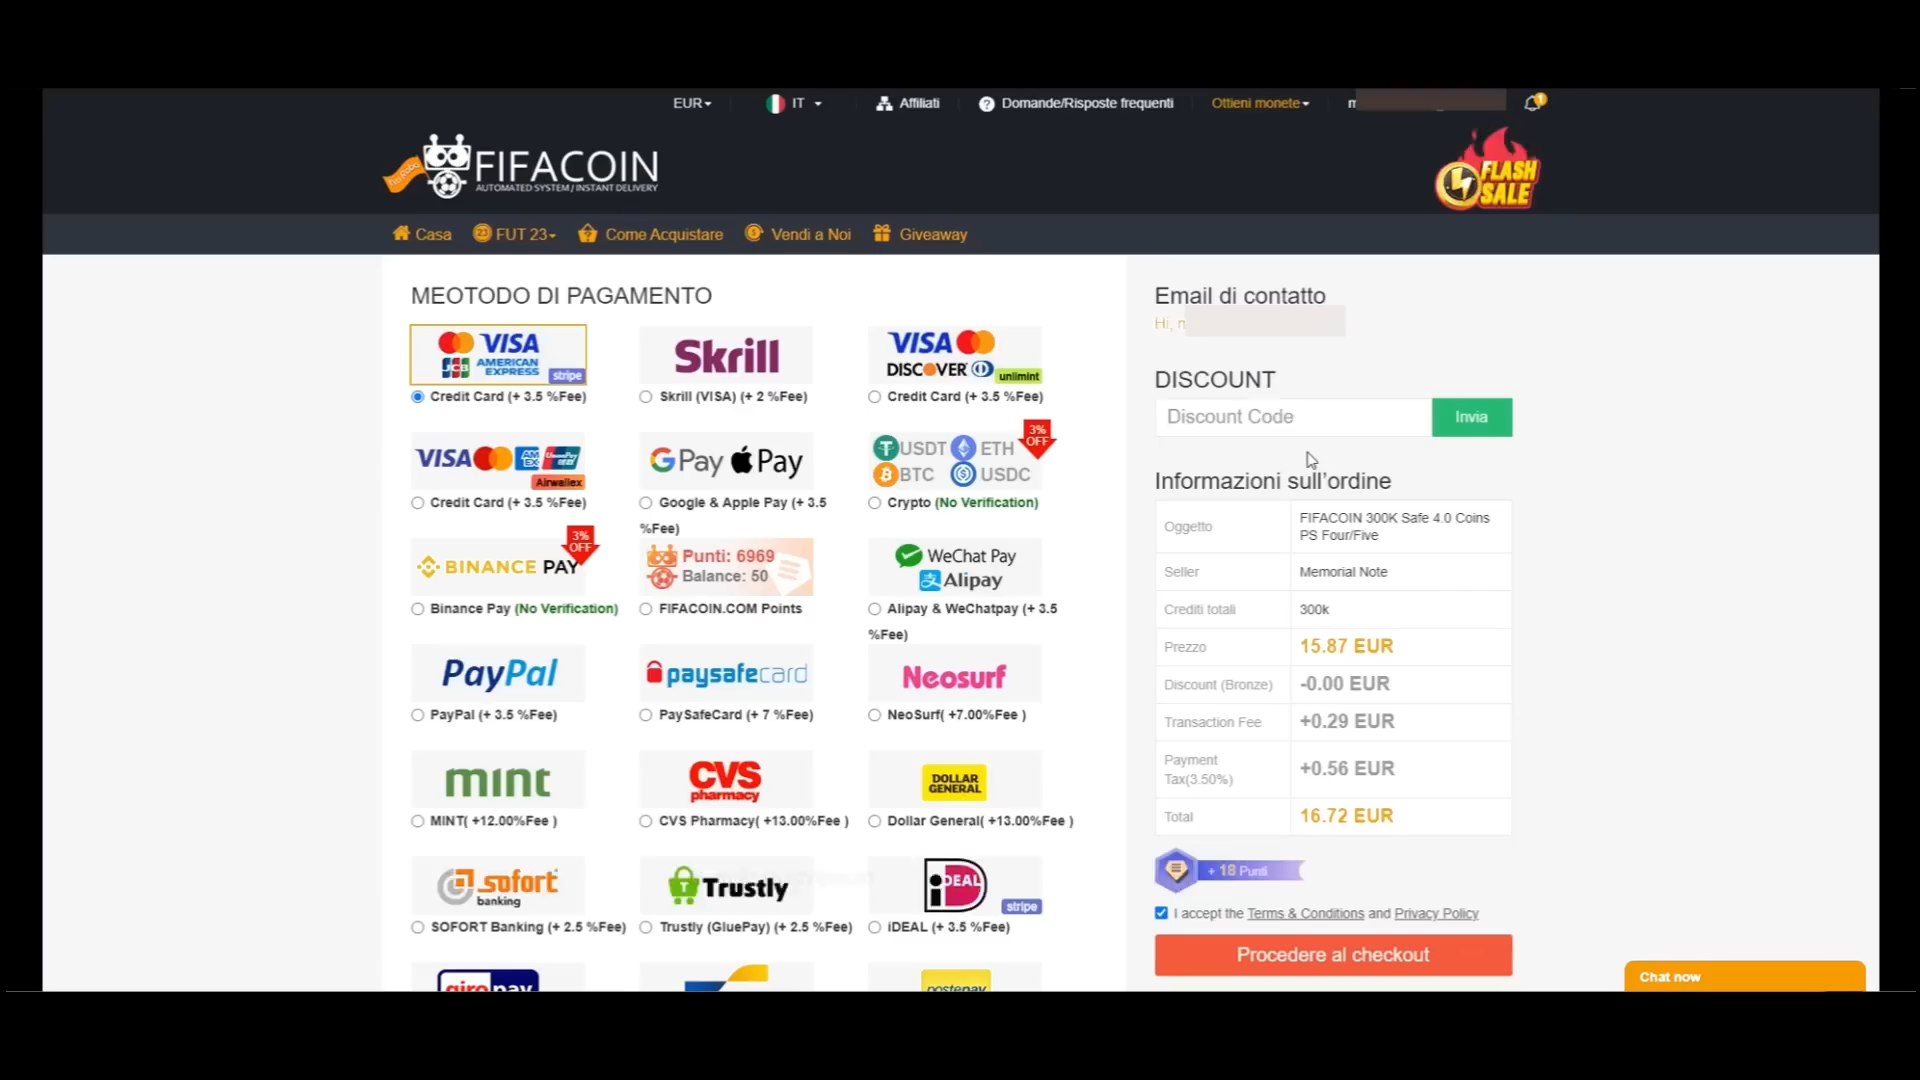 EUR
IT
Affiliati
Domande/Risposte frequenti
Ottieni monete
FIFACOIN
AUTOMATED SYSTEM / INSTANT DELIVERY
FLASH SALE
Casa
FUT 23
Come Acquistare
Vendi a Noi
Giveaway
MEOTODO DI PAGAMENTO
VISA
JCB AMERICAN EXPRESS
stripe
Credit Card (+ 3.5 %Fee)
Skrill
Skrill (VISA) (+ 2 %Fee)
VISA
DISCOVER
unlimint
Credit Card (+ 3.5 %Fee)
VISA
AMEX
UnionPay
Airwallex
Credit Card (+ 3.5 %Fee)
G Pay Pay
Google & Apple Pay (+ 3.5
%Fee)
USDT ETH
BTC USDC
3% OFF
Crypto (No Verification)
BINANCE PAY
3% OFF
Binance Pay (No Verification)
Punti: 6969
Balance: 50
FIFACOIN.COM Points
WeChat Pay
Alipay
Alipay & WeChatpay (+ 3.5
%Fee)
PayPal
PayPal (+ 3.5 %Fee)
paysafecard
PaySafeCard (+ 7 %Fee)
Neosurf
NeoSurf( +7.00%Fee )
mint
MINT( +12.00%Fee )
CVS
pharmacy
CVS Pharmacy( +13.00%Fee )
DOLLAR
GENERAL
Dollar General( +13.00%Fee )
sofort
banking
SOFORT Banking (+ 2.5 %Fee)
Trustly
Trustly (GluePay) (+ 2.5 %Fee)
iDEAL
stripe
iDEAL (+ 3.5 %Fee)
giropay
postepay
Email di contatto
Hi,
DISCOUNT
Discount Code
Invia
Informazioni sull'ordine
Oggetto
FIFACOIN 300K Safe 4.0 Coins
PS Four/Five
Seller
Memorial Note
Crediti totali
300k
Prezzo
15.87 EUR
Discount (Bronze)
-0.00 EUR
Transaction Fee
+0.29 EUR
Payment
Tax(3.50%)
+0.56 EUR
Total
16.72 EUR
+ 18 Punti
I accept the Terms & Conditions and Privacy Policy
Procedere al checkout
Chat now